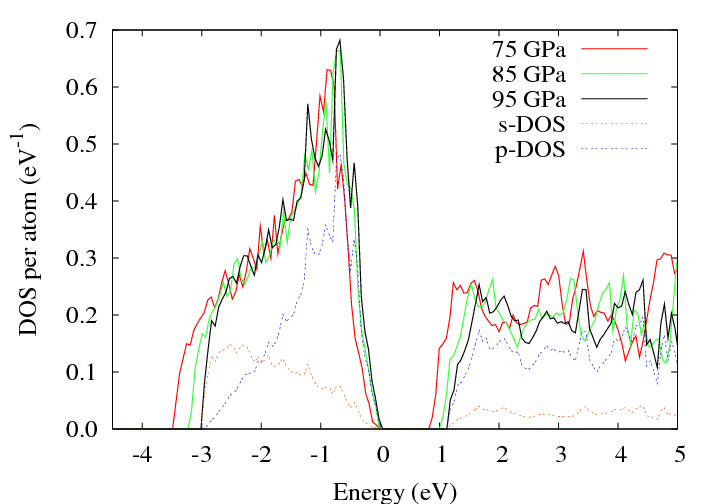 0.7
0.6
0.5
0.4
0.3
0.2
0.1
0.0
DOS per atom (eV⁻¹)
75 GPa
85 GPa
95 GPa
s-DOS
p-DOS
-4 -3 -2 -1 0 1 2 3 4 5
Energy (eV)